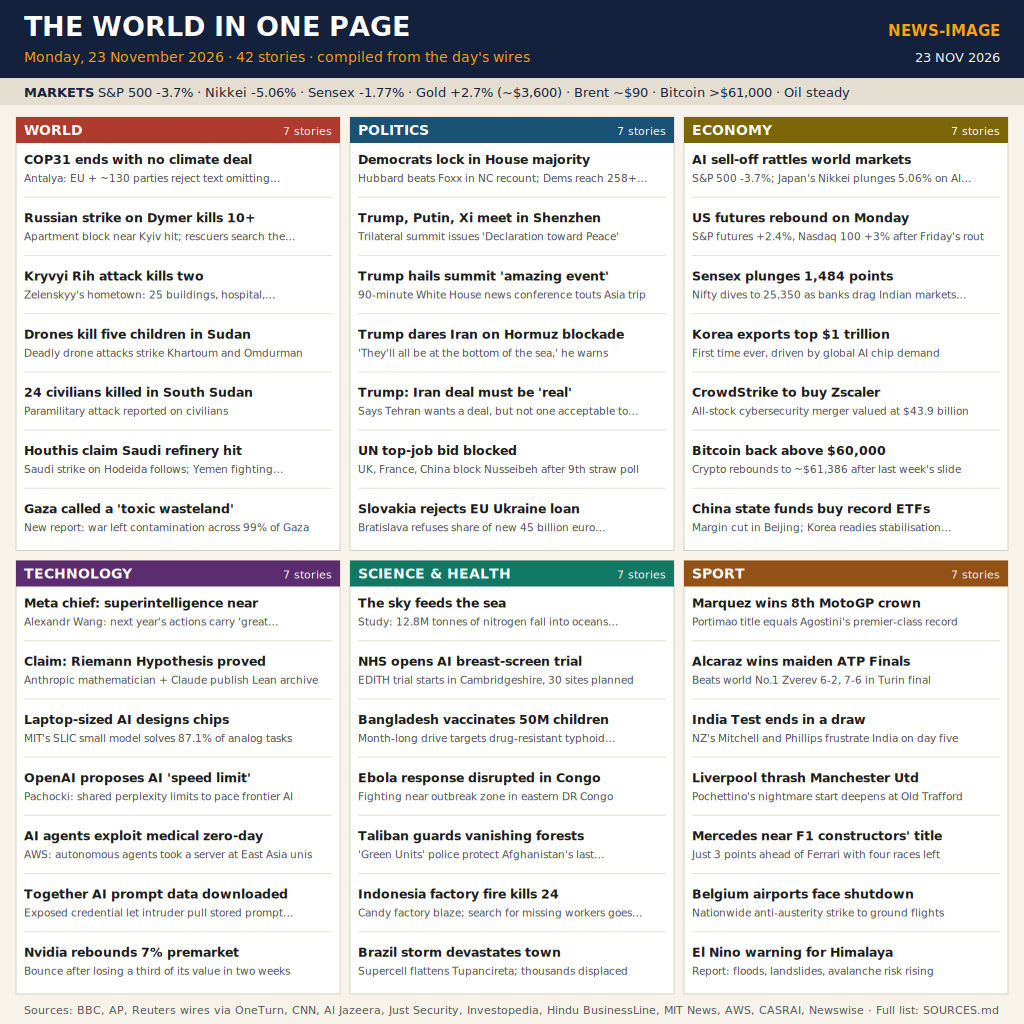 THE WORLD IN ONE PAGE
NEWS-IMAGE
Monday, 23 November 2026 · 42 stories · compiled from the day's wires
23 NOV 2026
MARKETS S&P 500 -3.7% · Nikkei -5.06% · Sensex -1.77% · Gold +2.7% (~$3,600) · Brent ~$90 · Bitcoin >$61,000 · Oil steady
WORLD 7 stories
COP31 ends with no climate deal
Antalya: EU + ~130 parties reject text omitting…
Russian strike on Dymer kills 10+
Apartment block near Kyiv hit; rescuers search the…
Kryvyi Rih attack kills two
Zelenskyy's hometown: 25 buildings, hospital,…
Drones kill five children in Sudan
Deadly drone attacks strike Khartoum and Omdurman
24 civilians killed in South Sudan
Paramilitary attack reported on civilians
Houthis claim Saudi refinery hit
Saudi strike on Hodeida follows; Yemen fighting…
Gaza called a 'toxic wasteland'
New report: war left contamination across 99% of Gaza
POLITICS 7 stories
Democrats lock in House majority
Hubbard beats Foxx in NC recount; Dems reach 258+…
Trump, Putin, Xi meet in Shenzhen
Trilateral summit issues 'Declaration toward Peace'
Trump hails summit 'amazing event'
90-minute White House news conference touts Asia trip
Trump dares Iran on Hormuz blockade
'They'll all be at the bottom of the sea,' he warns
Trump: Iran deal must be 'real'
Says Tehran wants a deal, but not one acceptable to…
UN top-job bid blocked
UK, France, China block Nusseibeh after 9th straw poll
Slovakia rejects EU Ukraine loan
Bratislava refuses share of new 45 billion euro…
ECONOMY 7 stories
AI sell-off rattles world markets
S&P 500 -3.7%; Japan's Nikkei plunges 5.06% on AI…
US futures rebound on Monday
S&P futures +2.4%, Nasdaq 100 +3% after Friday's rout
Sensex plunges 1,484 points
Nifty dives to 25,350 as banks drag Indian markets…
Korea exports top $1 trillion
First time ever, driven by global AI chip demand
CrowdStrike to buy Zscaler
All-stock cybersecurity merger valued at $43.9 billion
Bitcoin back above $60,000
Crypto rebounds to ~$61,386 after last week's slide
China state funds buy record ETFs
Margin cut in Beijing; Korea readies stabilisation…
TECHNOLOGY 7 stories
Meta chief: superintelligence near
Alexandr Wang: next year's actions carry 'great…
Claim: Riemann Hypothesis proved
Anthropic mathematician + Claude publish Lean archive
Laptop-sized AI designs chips
MIT's SLIC small model solves 87.1% of analog tasks
OpenAI proposes AI 'speed limit'
Pachocki: shared perplexity limits to pace frontier AI
AI agents exploit medical zero-day
AWS: autonomous agents took a server at East Asia unis
Together AI prompt data downloaded
Exposed credential let intruder pull stored prompt…
Nvidia rebounds 7% premarket
Bounce after losing a third of its value in two weeks
SCIENCE & HEALTH 7 stories
The sky feeds the sea
Study: 12.8M tonnes of nitrogen fall into oceans…
NHS opens AI breast-screen trial
EDITH trial starts in Cambridgeshire, 30 sites planned
Bangladesh vaccinates 50M children
Month-long drive targets drug-resistant typhoid…
Ebola response disrupted in Congo
Fighting near outbreak zone in eastern DR Congo
Taliban guards vanishing forests
'Green Units' police protect Afghanistan's last…
Indonesia factory fire kills 24
Candy factory blaze; search for missing workers goes…
Brazil storm devastates town
Supercell flattens Tupancireta; thousands displaced
SPORT 7 stories
Marquez wins 8th MotoGP crown
Portimao title equals Agostini's premier-class record
Alcaraz wins maiden ATP Finals
Beats world No.1 Zverev 6-2, 7-6 in Turin final
India Test ends in a draw
NZ's Mitchell and Phillips frustrate India on day five
Liverpool thrash Manchester Utd
Pochettino's nightmare start deepens at Old Trafford
Mercedes near F1 constructors' title
Just 3 points ahead of Ferrari with four races left
Belgium airports face shutdown
Nationwide anti-austerity strike to ground flights
El Nino warning for Himalaya
Report: floods, landslides, avalanche risk rising
Sources: BBC, AP, Reuters wires via OneTurn, CNN, Al Jazeera, Just Security, Investopedia, Hindu BusinessLine, MIT News, AWS, CASRAI, Newswise · Full list: SOURCES.md